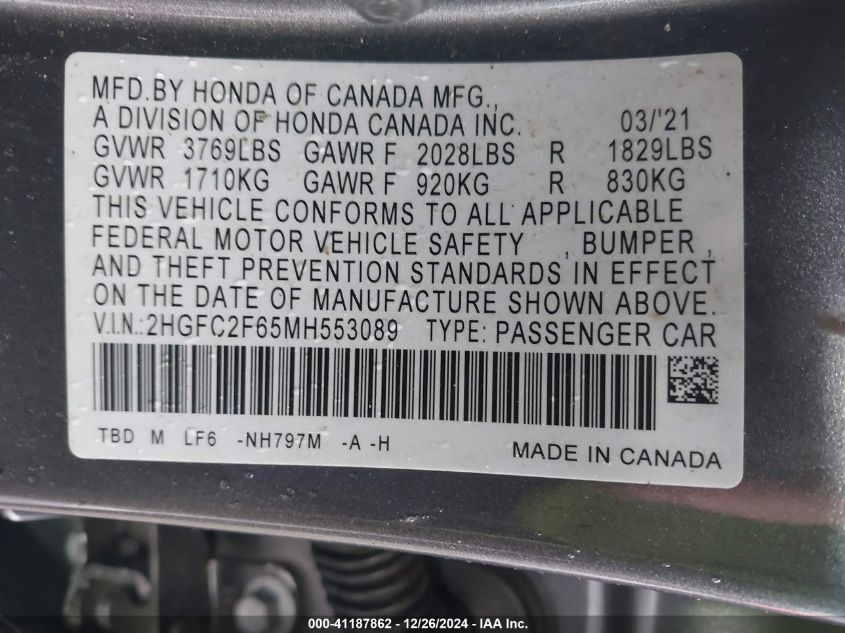 MFD.BY HONDA OF CANADA MFG.,
A DIVISION OF HONDA CANADA INC. 03/'21
GVWR 3769LBS GAWR F 2028LBS R 1829LBS
GVWR 1710KG GAWR F 920KG R 830KG
THIS VEHICLE CONFORMS TO ALL APPLICABLE
FEDERAL MOTOR VEHICLE SAFETY , BUMPER ,
AND THEFT PREVENTION STANDARDS IN EFFECT
ON THE DATE OF MANUFACTURE SHOWN ABOVE.
V.I.N.:2HGFC2F65MH553089 TYPE: PASSENGER CAR
TBD M LF6 -NH797M -A -H
MADE IN CANADA
000-41187862 - 12/26/2024 - IAA Inc.